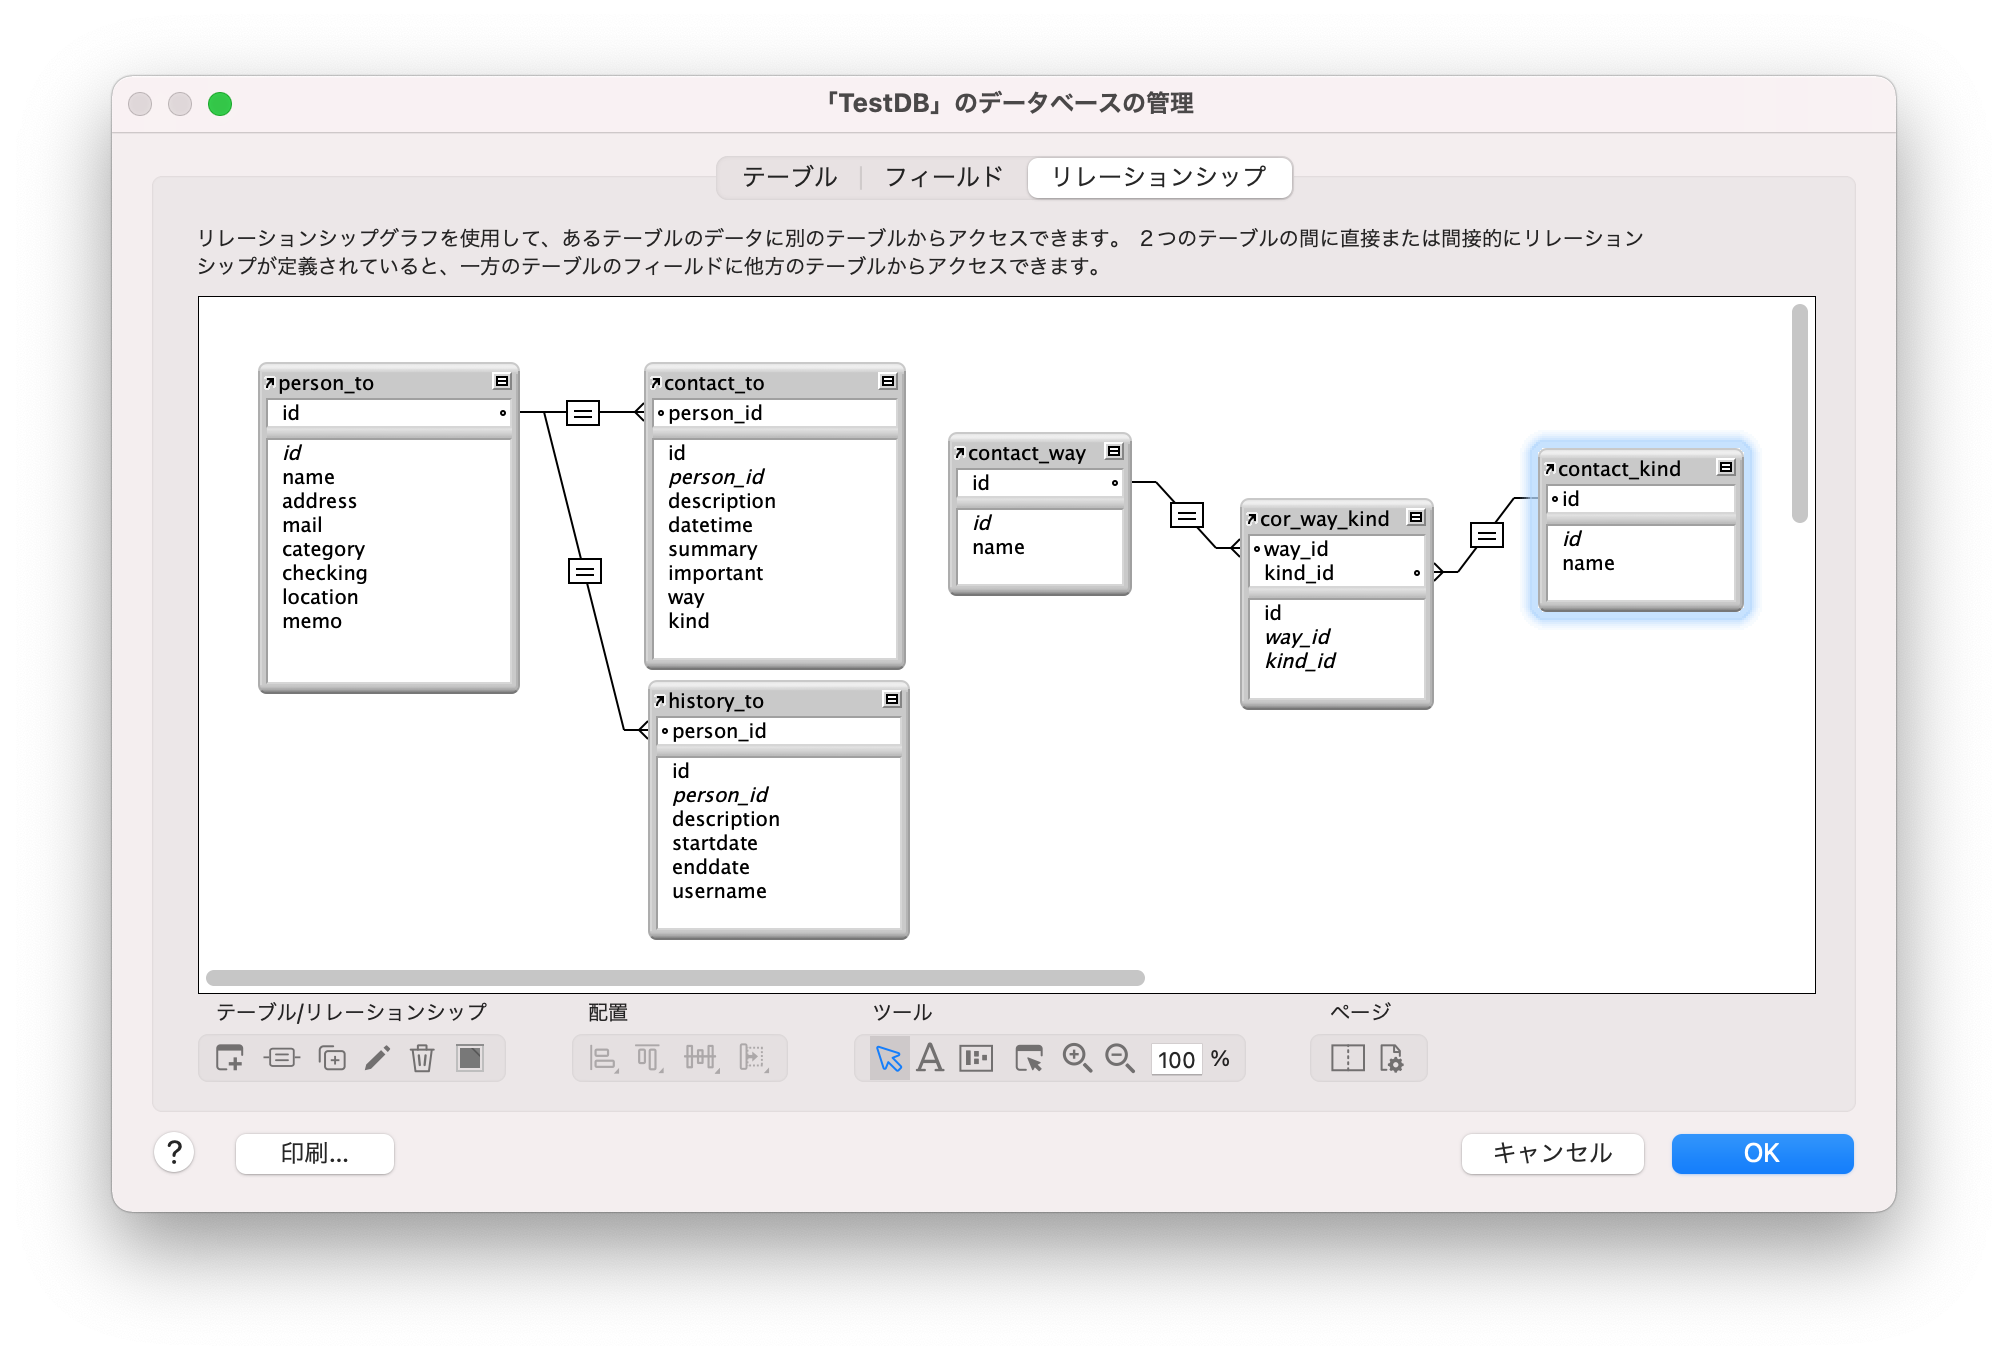 「TestDB」のデータベースの管理
テーブル
フィールド
リレーションシップ
リレーションシップグラフを使用して、あるテーブルのデータに別のテーブルからアクセスできます。 2つのテーブルの間に直接または間接的にリレーション
シップが定義されていると、一方のテーブルのフィールドに他方のテーブルからアクセスできます。
person_to
id
id
name
address
mail
category
checking
location
memo
contact_to
person_id
id
person_id
description
datetime
summary
important
way
kind
history_to
person_id
id
person_id
description
startdate
enddate
username
contact_way
id
id
name
cor_way_kind
way_id
kind_id
id
way_id
kind_id
contact_kind
id
id
name
テーブル/リレーションシップ
配置
ツール
ページ
A
100 %
?
印刷...
キャンセル
OK